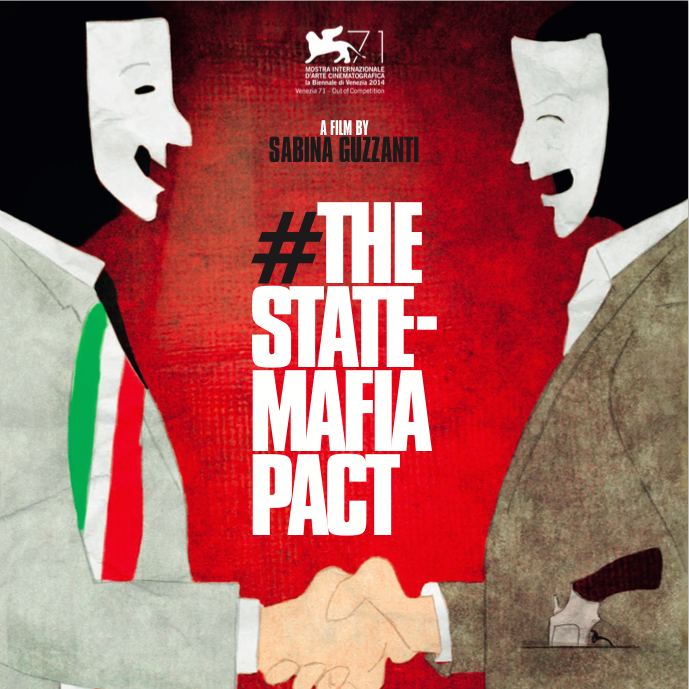 71
MOSTRA INTERNAZIONALE
D'ARTE CINEMATOGRAFICA
la Biennale di Venezia 2014
Venezia 71 - Out of Competition
A FILM BY
SABINA GUZZANTI
#THE
STATE-
MAFIA
PACT